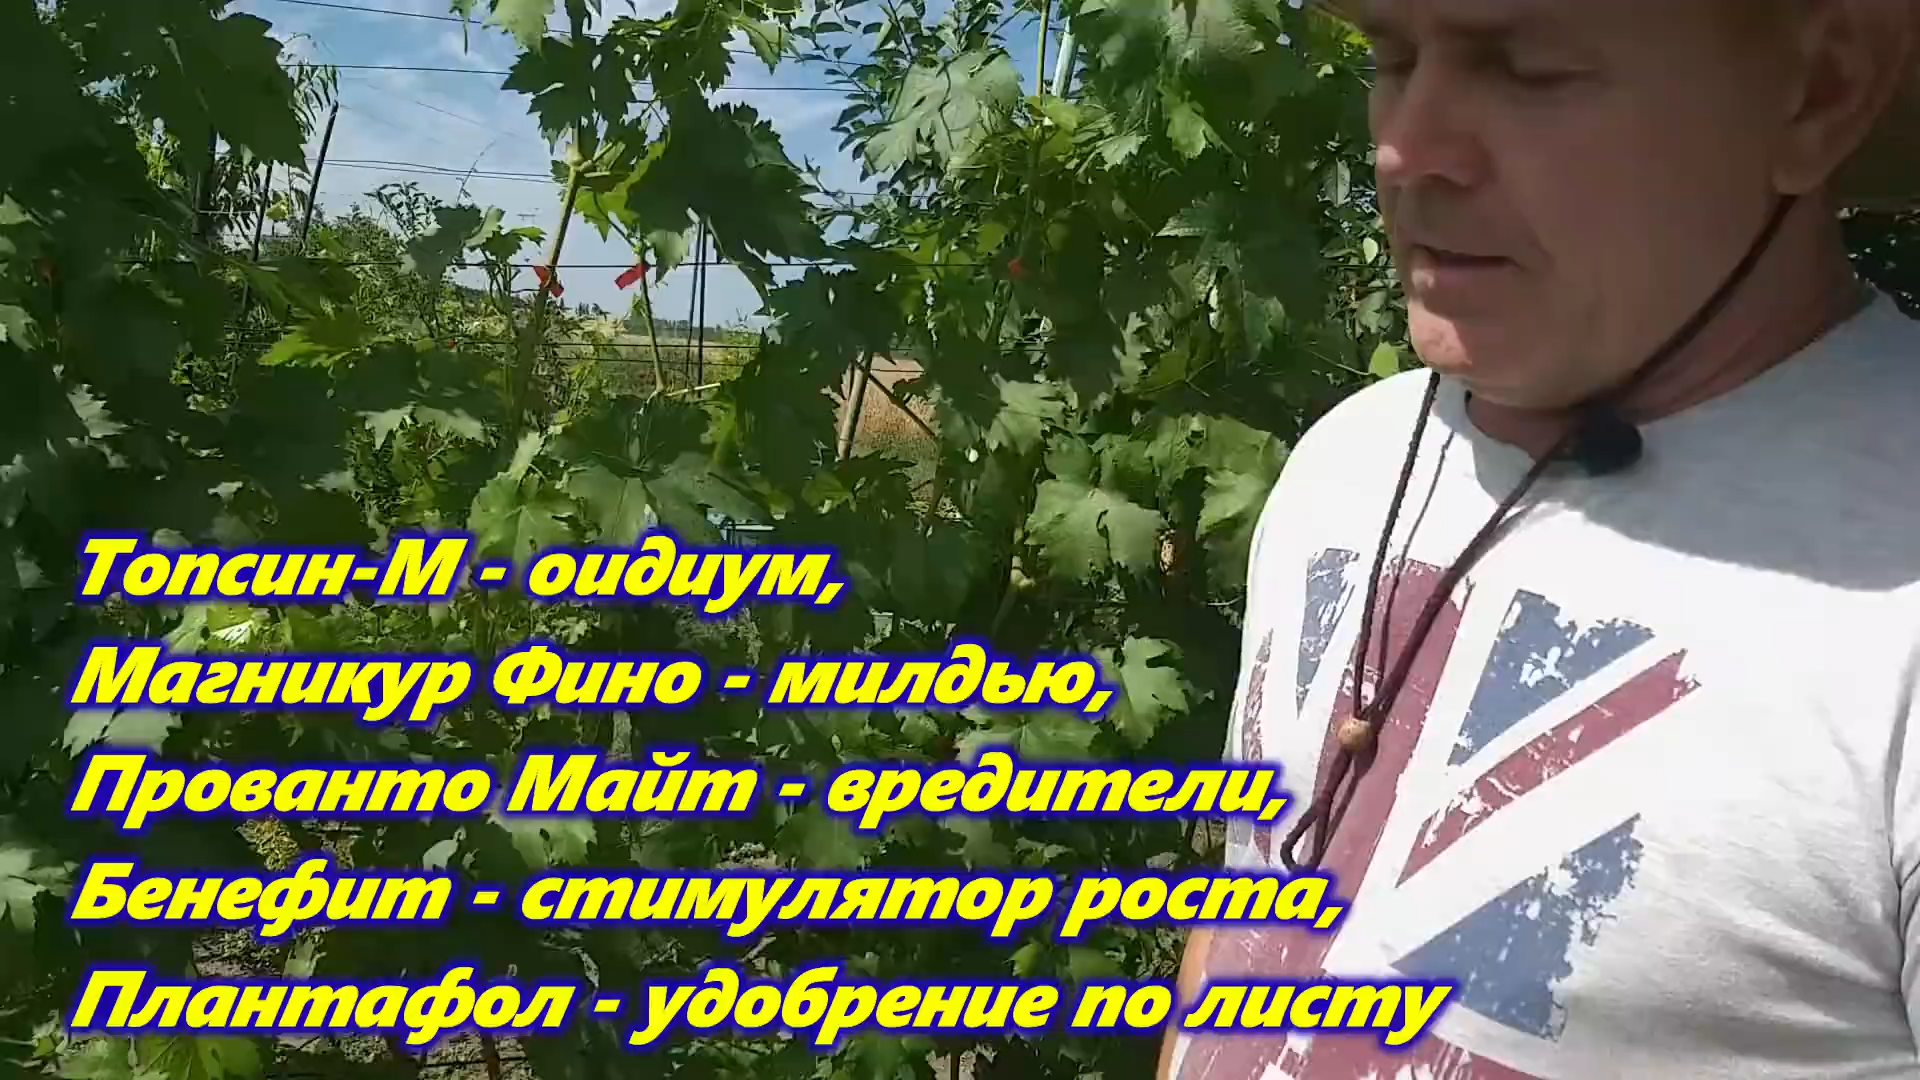 Топсин-М - оидиум,
Магникур Фино - милдью,
Прованто Майт - вредители,
Бенефит - стимулятор роста,
Плантафол - удобрение по листу